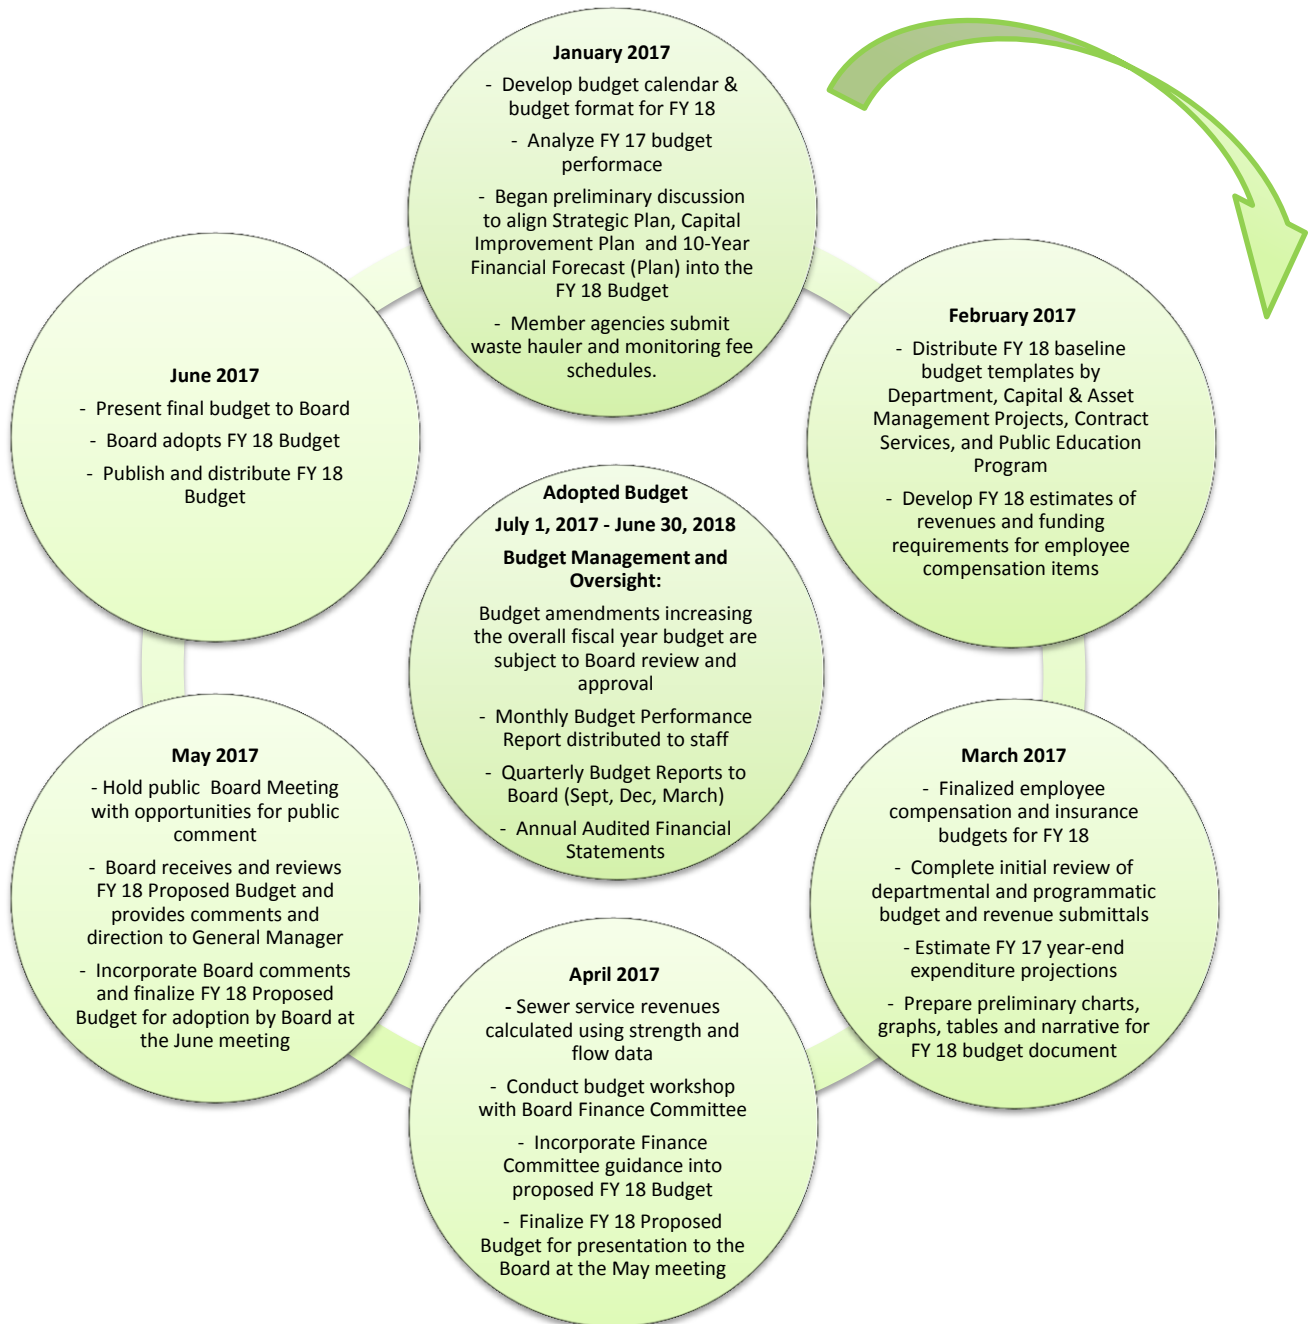 January 2017
- Develop budget calendar &
budget format for FY 18
- Analyze FY 17 budget
performace
- Began preliminary discussion
to align Strategic Plan, Capital
Improvement Plan and 10-Year
Financial Forecast (Plan) into the
FY 18 Budget
- Member agencies submit
waste hauler and monitoring fee
schedules.
February 2017
- Distribute FY 18 baseline
budget templates by
Department, Capital & Asset
Management Projects, Contract
Services, and Public Education
Program
- Develop FY 18 estimates of
revenues and funding
requirements for employee
compensation items
March 2017
- Finalized employee
compensation and insurance
budgets for FY 18
- Complete initial review of
departmental and programmatic
budget and revenue submittals
- Estimate FY 17 year-end
expenditure projections
- Prepare preliminary charts,
graphs, tables and narrative for
FY 18 budget document
April 2017
- Sewer service revenues
calculated using strength and
flow data
- Conduct budget workshop
with Board Finance Committee
- Incorporate Finance
Committee guidance into
proposed FY 18 Budget
- Finalize FY 18 Proposed
Budget for presentation to the
Board at the May meeting
May 2017
- Hold public Board Meeting
with opportunities for public
comment
- Board receives and reviews
FY 18 Proposed Budget and
provides comments and
direction to General Manager
- Incorporate Board comments
and finalize FY 18 Proposed
Budget for adoption by Board at
the June meeting
June 2017
- Present final budget to Board
- Board adopts FY 18 Budget
- Publish and distribute FY 18
Budget
Adopted Budget
July 1, 2017 - June 30, 2018
Budget Management and
Oversight:
Budget amendments increasing
the overall fiscal year budget are
subject to Board review and
approval
- Monthly Budget Performance
Report distributed to staff
- Quarterly Budget Reports to
Board (Sept, Dec, March)
- Annual Audited Financial
Statements